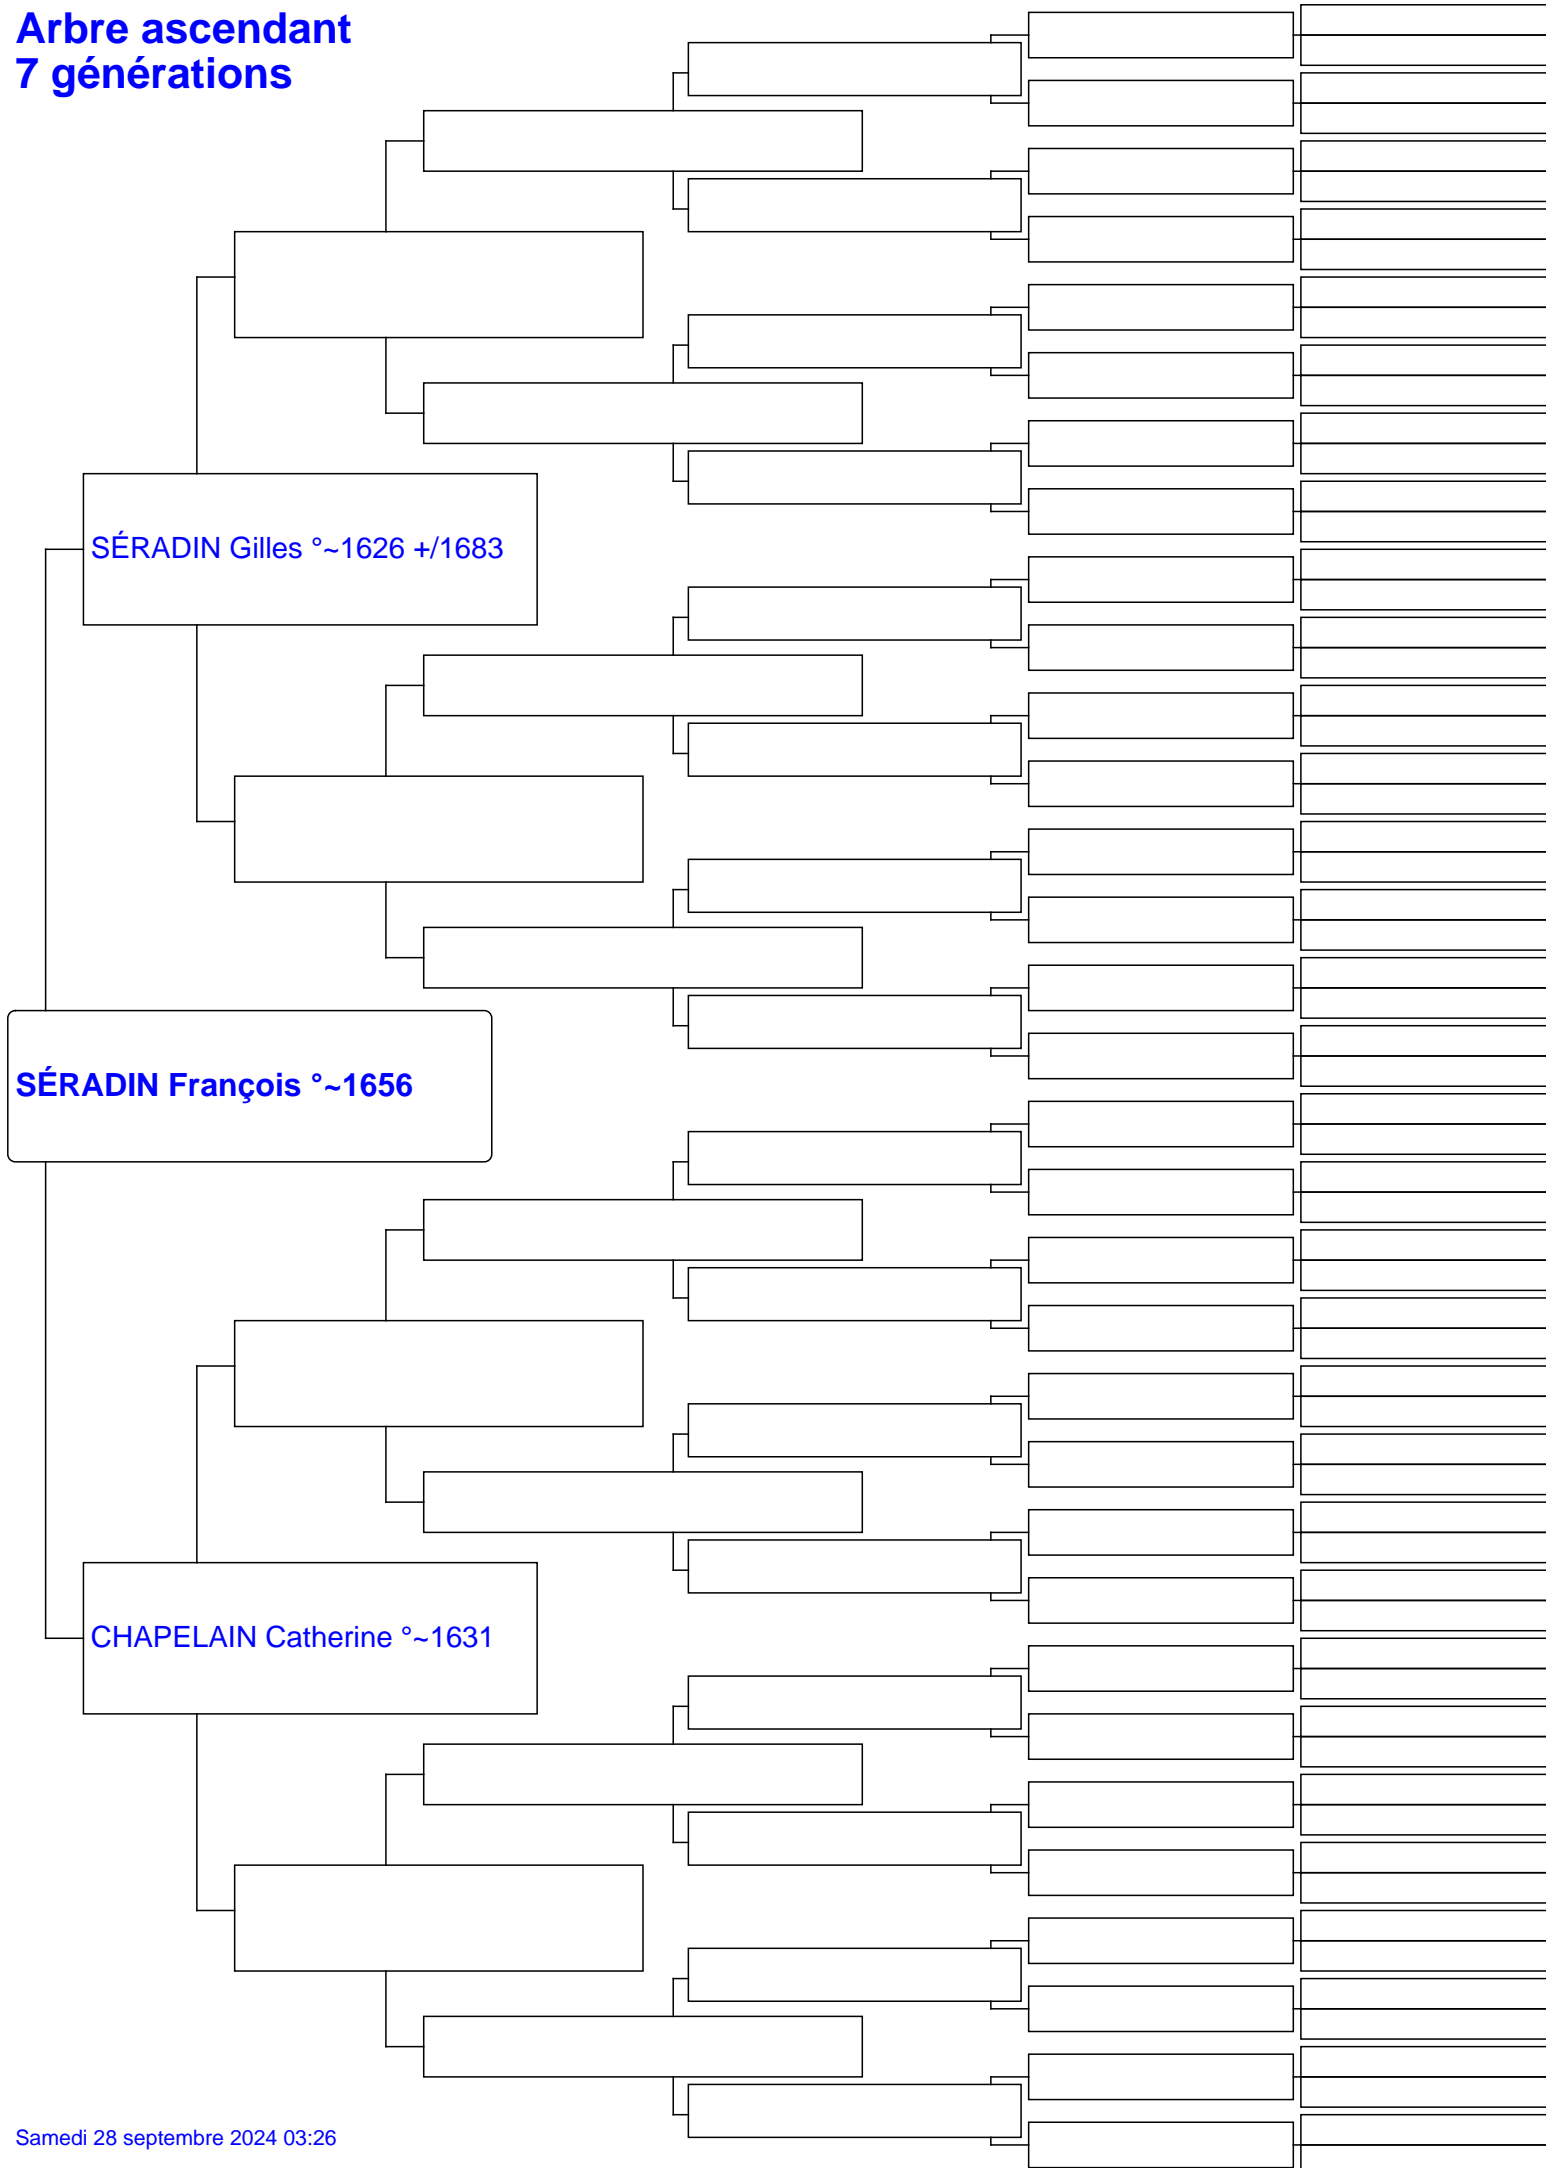 Arbre ascendant
7 générations
SÉRADIN Gilles °~1626 +/1683
SÉRADIN François °~1656
CHAPELAIN Catherine °~1631
Samedi 28 septembre 2024 03:26